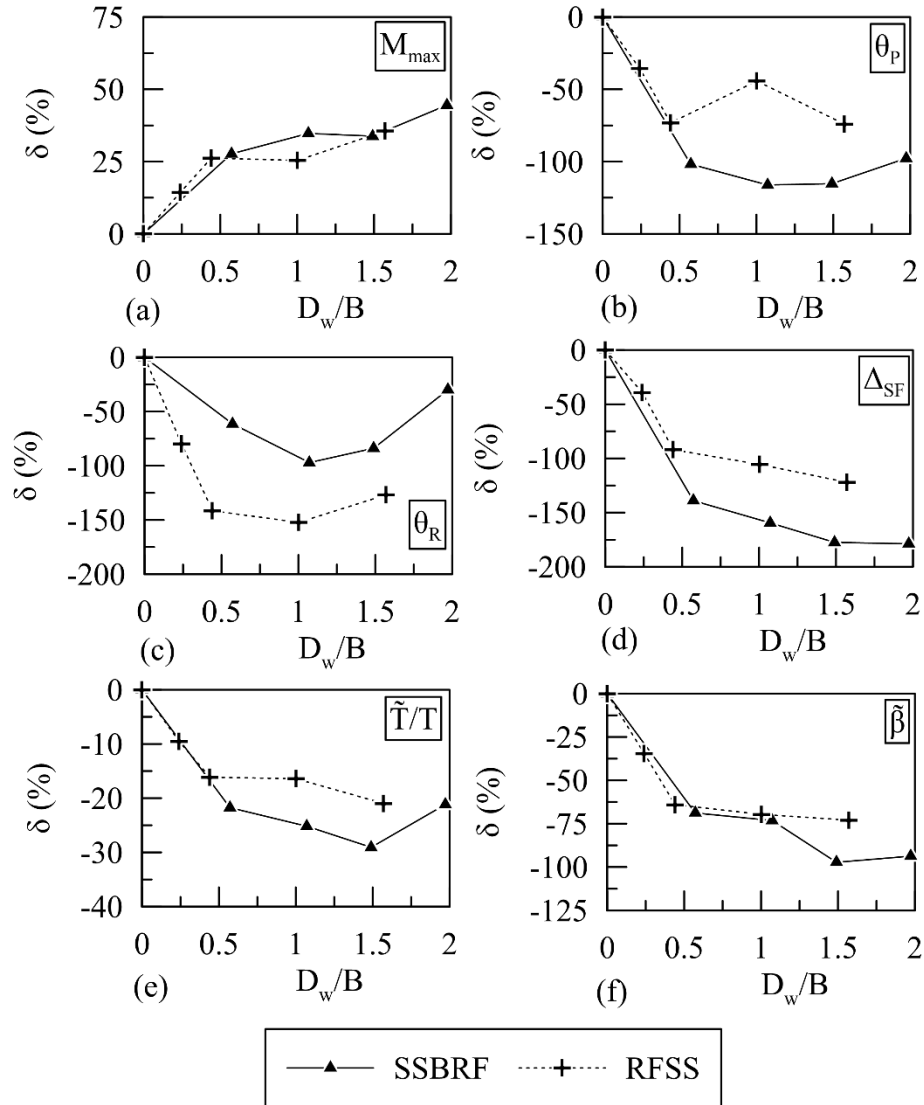 75
50
25
0
δ (%)
M_max
0 0.5 1 1.5 2
(a) D_w/B
0
-50
-100
-150
δ (%)
θ_P
0 0.5 1 1.5 2
(b) D_w/B
0
-50
-100
-150
-200
δ (%)
θ_R
0 0.5 1 1.5 2
(c) D_w/B
0
-50
-100
-150
-200
δ (%)
Δ_SF
0 0.5 1 1.5 2
(d) D_w/B
0
-10
-20
-30
-40
δ (%)
T̃/T
0 0.5 1 1.5 2
(e) D_w/B
0
-25
-50
-75
-100
-125
δ (%)
β̃
0 0.5 1 1.5 2
(f) D_w/B
SSBRF RFSS